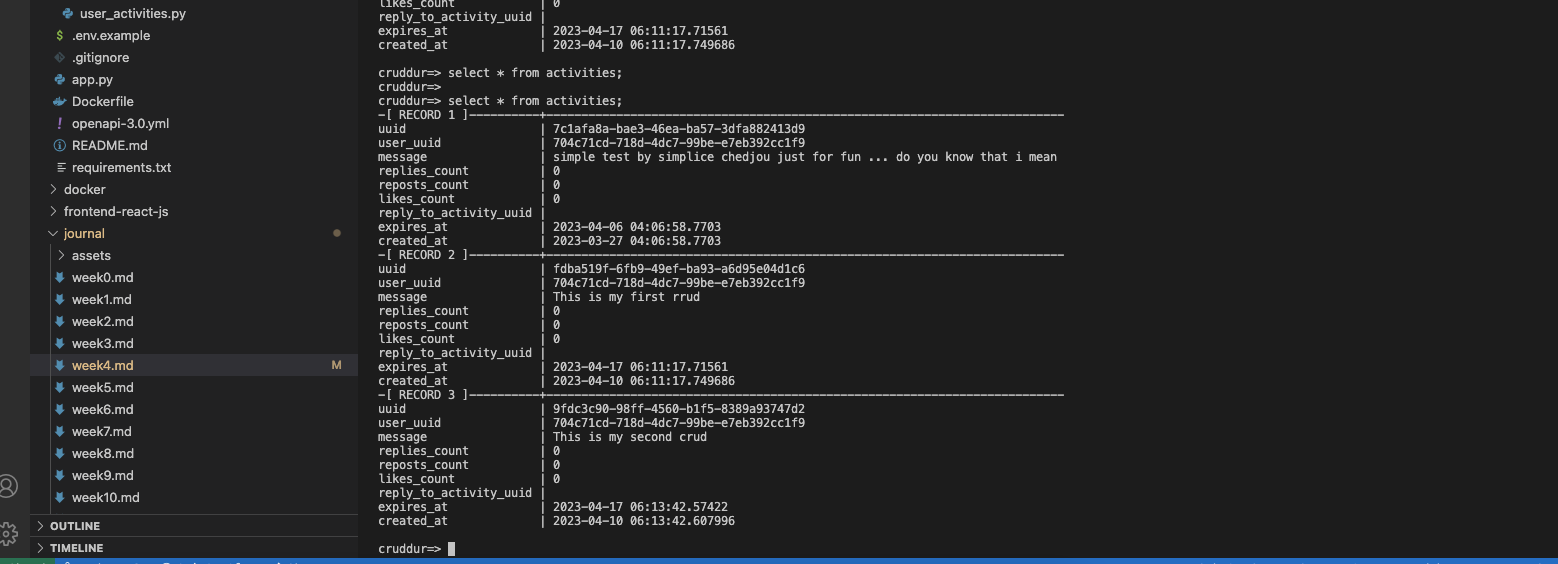 user_activities.py
.env.example
.gitignore
app.py
Dockerfile
openapi-3.0.yml
README.md
requirements.txt
docker
frontend-react-js
journal
assets
week0.md
week1.md
week2.md
week3.md
week4.md M
week5.md
week6.md
week7.md
week8.md
week9.md
week10.md
OUTLINE
TIMELINE
likes_count | 0
reply_to_activity_uuid |
expires_at | 2023-04-17 06:11:17.71561
created_at | 2023-04-10 06:11:17.749686
cruddur=> select * from activities;
cruddur=>
cruddur=> select * from activities;
-[ RECORD 1 ]----------+--------------------------------------------------------------------------
uuid | 7c1afa8a-bae3-46ea-ba57-3dfa882413d9
user_uuid | 704c71cd-718d-4dc7-99be-e7eb392cc1f9
message | simple test by simplice chedjou just for fun ... do you know that i mean
replies_count | 0
reposts_count | 0
likes_count | 0
reply_to_activity_uuid |
expires_at | 2023-04-06 04:06:58.7703
created_at | 2023-03-27 04:06:58.7703
-[ RECORD 2 ]----------+--------------------------------------------------------------------------
uuid | fdba519f-6fb9-49ef-ba93-a6d95e04d1c6
user_uuid | 704c71cd-718d-4dc7-99be-e7eb392cc1f9
message | This is my first rrud
replies_count | 0
reposts_count | 0
likes_count | 0
reply_to_activity_uuid |
expires_at | 2023-04-17 06:11:17.71561
created_at | 2023-04-10 06:11:17.749686
-[ RECORD 3 ]----------+--------------------------------------------------------------------------
uuid | 9fdc3c90-98ff-4560-b1f5-8389a93747d2
user_uuid | 704c71cd-718d-4dc7-99be-e7eb392cc1f9
message | This is my second crud
replies_count | 0
reposts_count | 0
likes_count | 0
reply_to_activity_uuid |
expires_at | 2023-04-17 06:13:42.57422
created_at | 2023-04-10 06:13:42.607996
cruddur=>